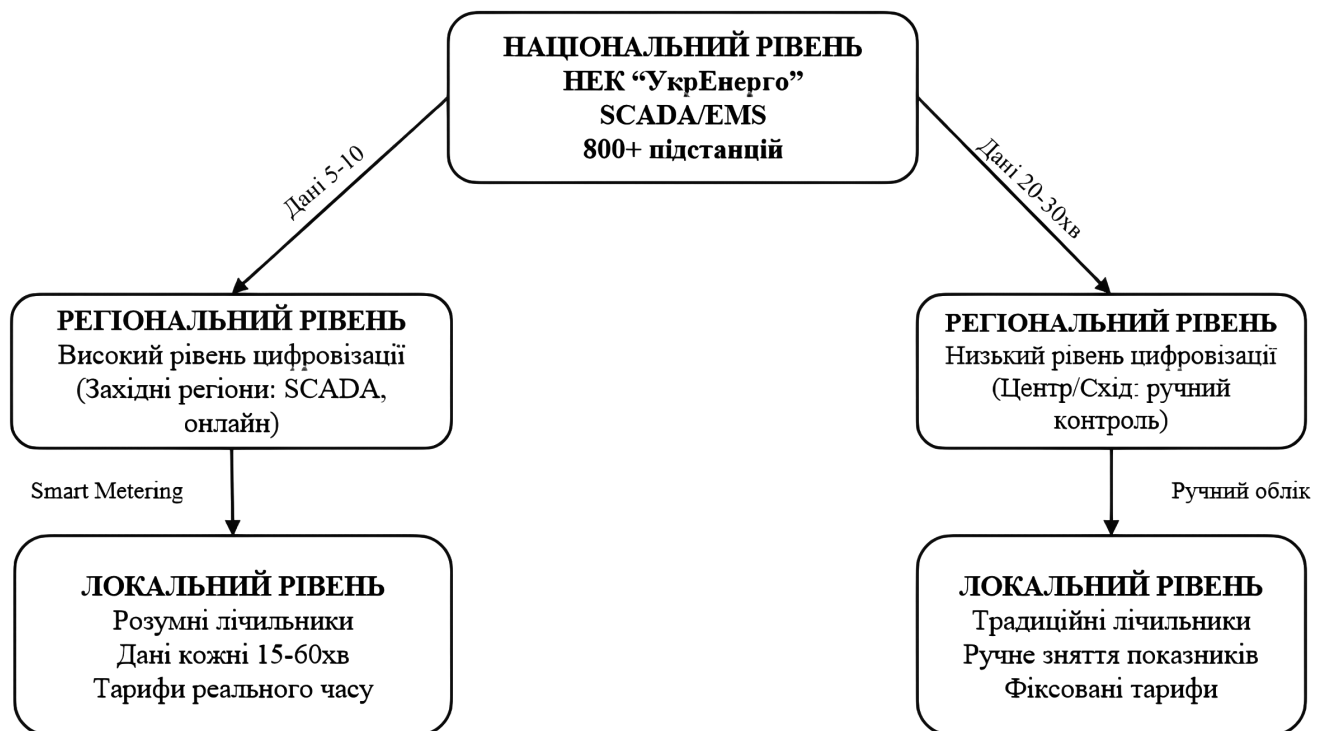 НАЦІОНАЛЬНИЙ РІВЕНЬ
НЕК “УкрЕнерго”
SCADA/EMS
800+ підстанцій
Дані 5-10
Дані 20-30хв
РЕГІОНАЛЬНИЙ РІВЕНЬ
Високий рівень цифровізації
(Західні регіони: SCADA,
онлайн)
РЕГІОНАЛЬНИЙ РІВЕНЬ
Низький рівень цифровізації
(Центр/Схід: ручний
контроль)
Smart Metering
Ручний облік
ЛОКАЛЬНИЙ РІВЕНЬ
Розумні лічильники
Дані кожні 15-60хв
Тарифи реального часу
ЛОКАЛЬНИЙ РІВЕНЬ
Традиційні лічильники
Ручне зняття показників
Фіксовані тарифи